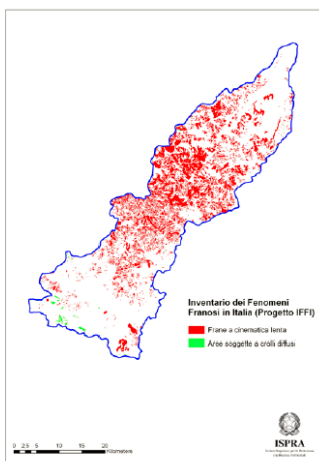 Inventario dei Fenomeni
Franosi in Italia (Progetto IFFI)
Frane a cinematica lenta
Aree soggette a crolli diffusi
0 2.5 5 10 15 20
Kilometers
ISPRA